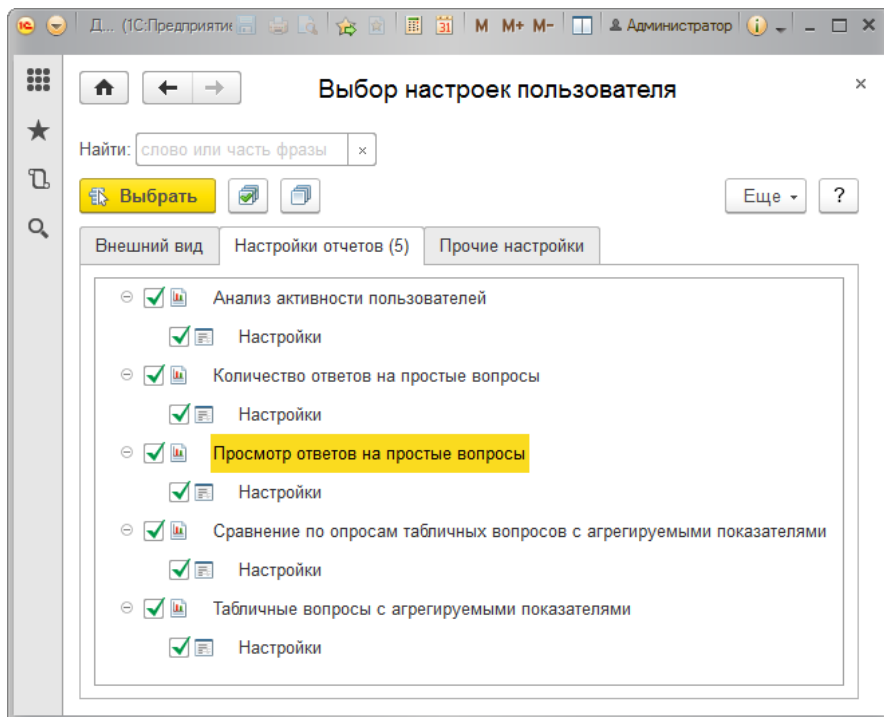 Д... (1С:Предприятие 31 M M+ M- Администратор
Выбор настроек пользователя
Найти: слово или часть фразы
Выбрать Еще ?
Внешний вид Настройки отчетов (5) Прочие настройки
Анализ активности пользователей
Настройки
Количество ответов на простые вопросы
Настройки
Просмотр ответов на простые вопросы
Настройки
Сравнение по опросам табличных вопросов с агрегируемыми показателями
Настройки
Табличные вопросы с агрегируемыми показателями
Настройки